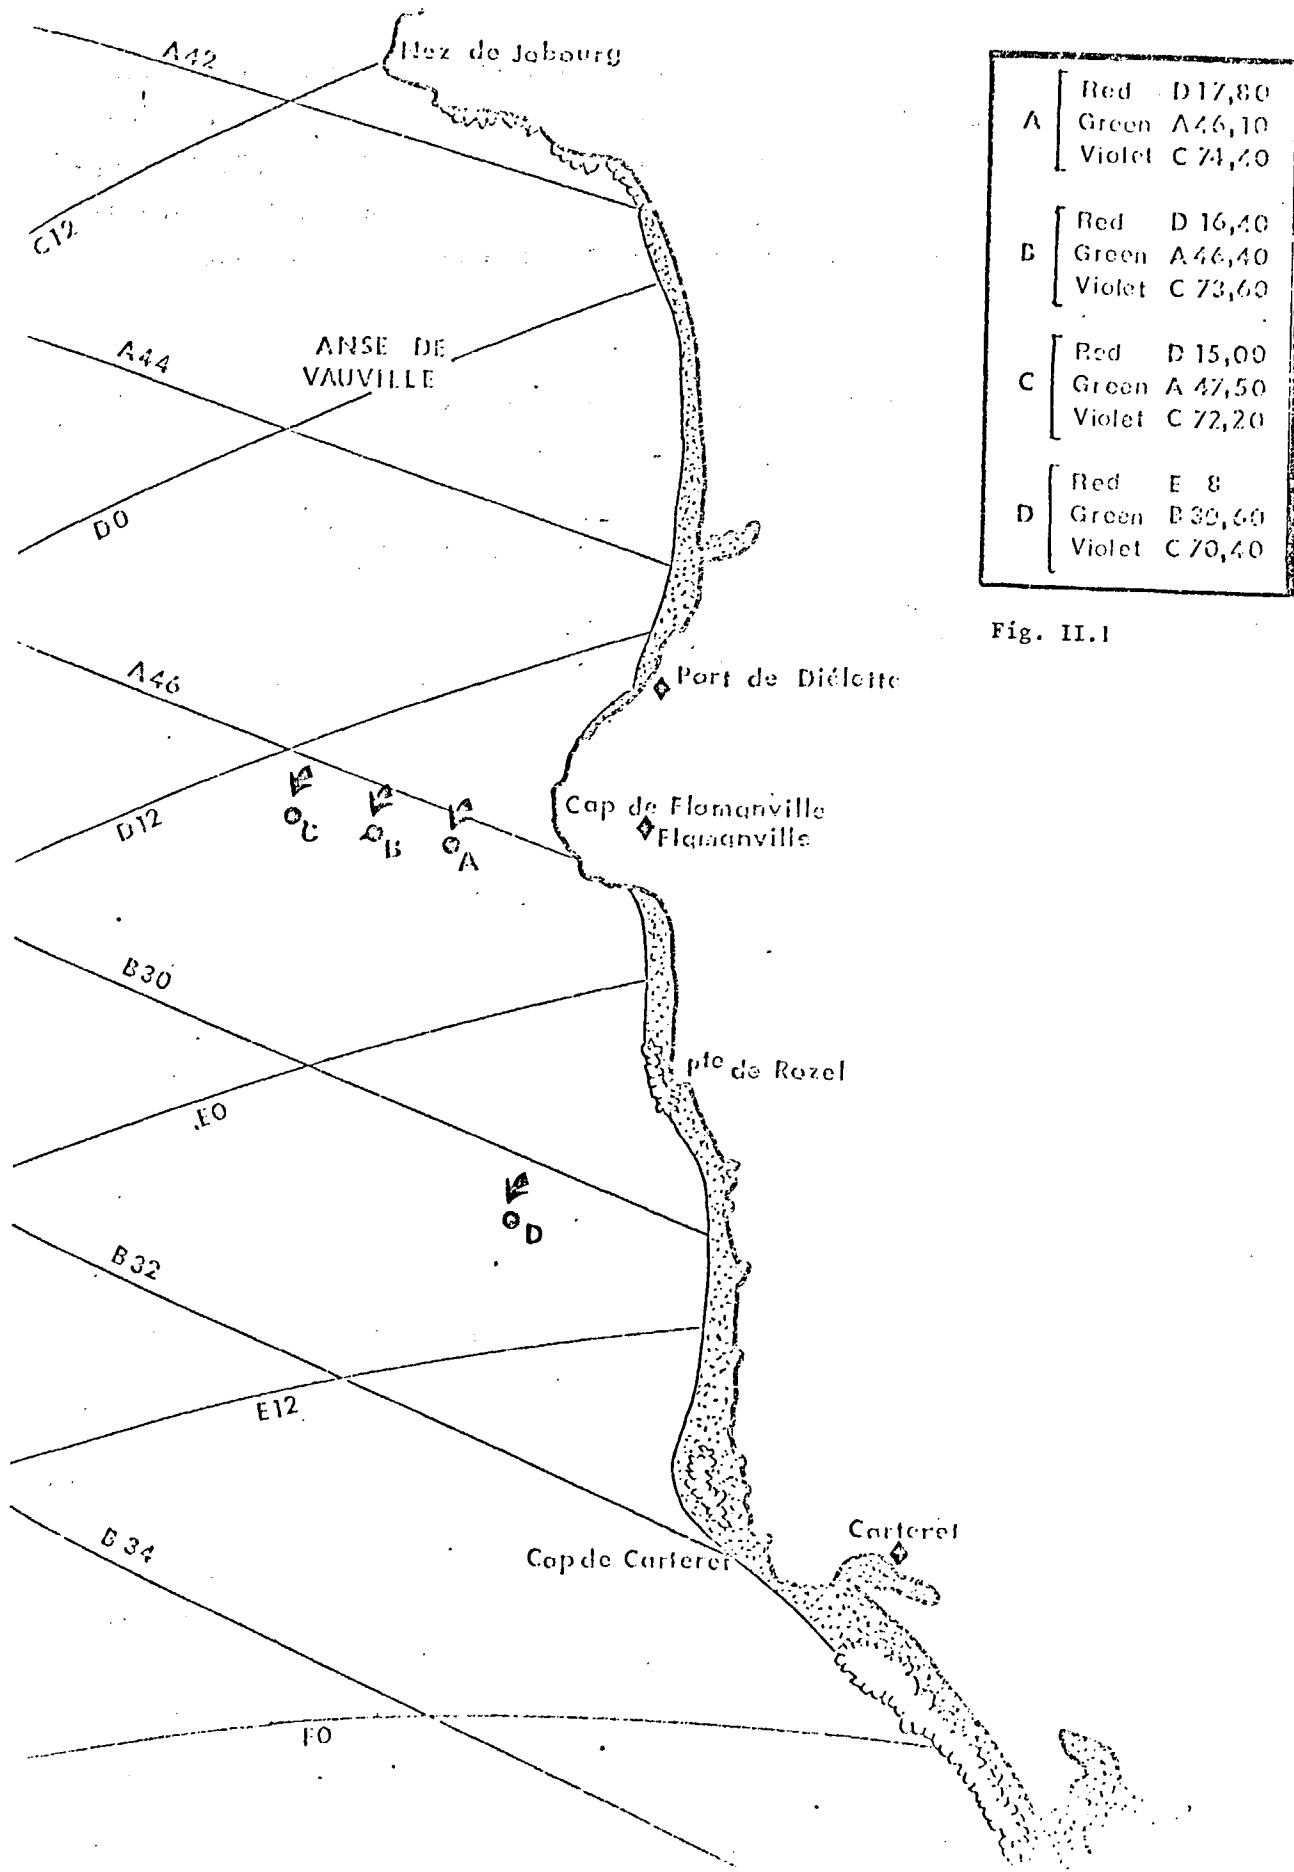 A42
Nez de Jobourg
C12
A44
ANSE DE
VAUVILLE
D0
A46
Port de Diélette
D12
C
B
A
Cap de Flamanville
Flamanville
B30
E0
pte de Rozel
D
B32
E12
Cap de Carteret
Carteret
B34
F0
A
Red D 17,80
Green A 46,10
Violet C 74,40
B
Red D 16,40
Green A 46,40
Violet C 73,60
C
Red D 15,00
Green A 47,50
Violet C 72,20
D
Red E 8
Green B 30,60
Violet C 70,40
Fig. II.1